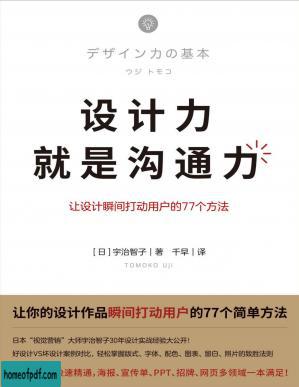 デザイン力の基本
ウジ トモコ
设计力
就是沟通力
让设计瞬间打动用户的77个方法
［日］宇治智子｜著 千早｜译
TOMOKO UJI
让你的设计作品瞬间打动用户的77个简单方法
日本“视觉营销”大师宇治智子30年设计实战经验大公开！
好设计VS坏设计案例对比，轻松掌握版式、字体、配色、图表、留白、照片的致胜法则
速精通，海报、宣传单、PPT、招牌、网页多领域一本满足！
homeofpdf.com
homeofpdf.com